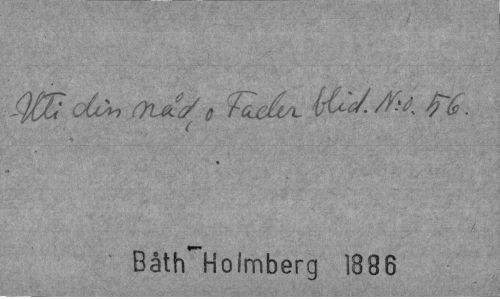 Uti din nåd, o Fader blid. N:o. 56.
Båth-Holmberg 1886